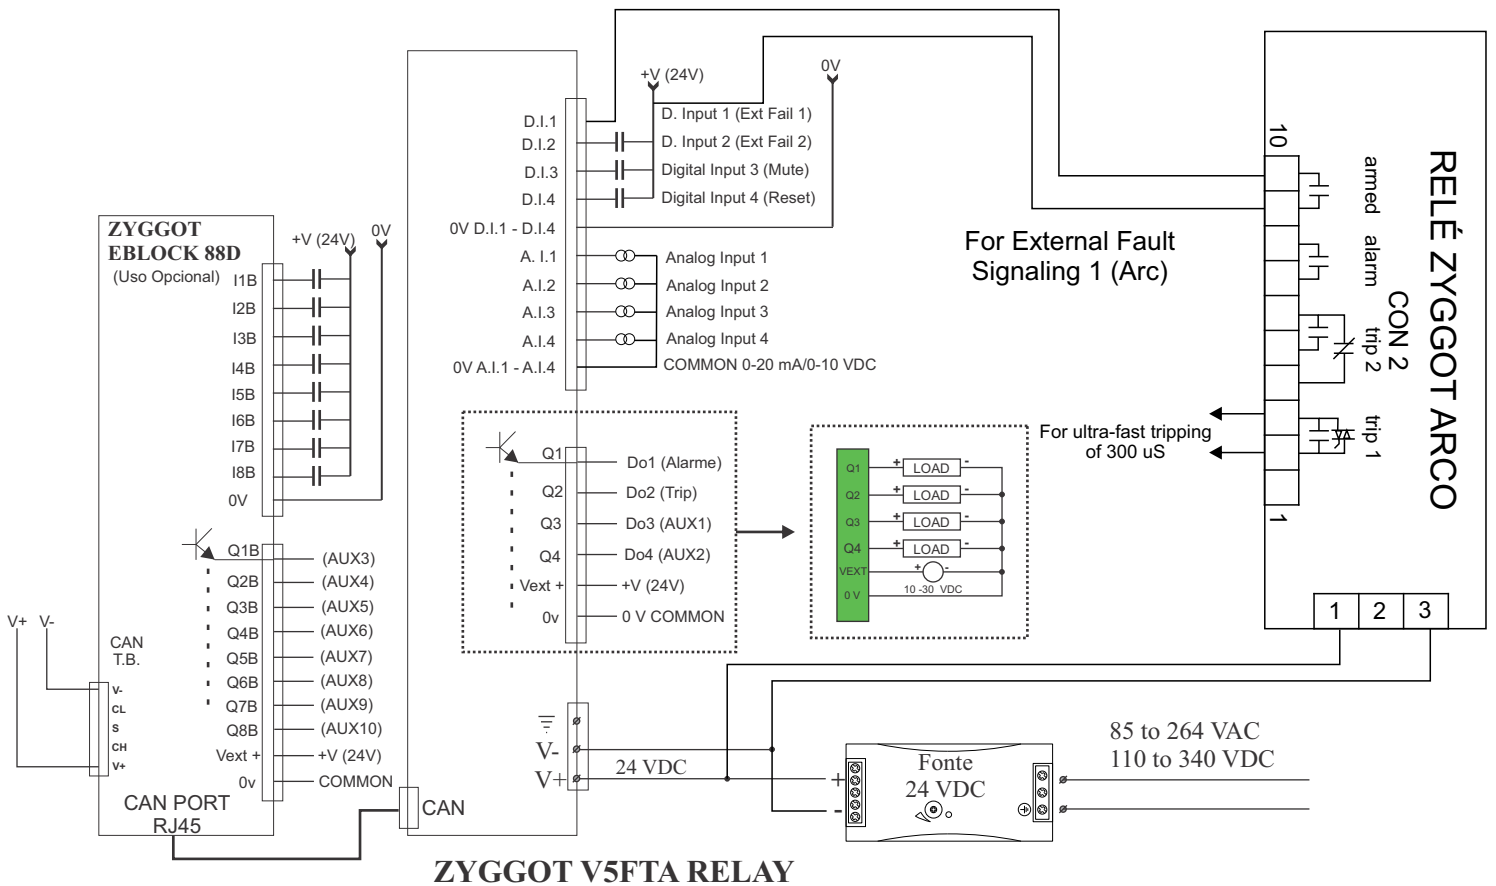 ZYGGOT
EBLOCK 88D
(Uso Opcional)
+V (24V)
0V
I1B
I2B
I3B
I4B
I5B
I6B
I7B
I8B
0V
Q1B
(AUX3)
Q2B
(AUX4)
Q3B
(AUX5)
Q4B
(AUX6)
Q5B
(AUX7)
Q6B
(AUX8)
Q7B
(AUX9)
Q8B
(AUX10)
Vext +
+V (24V)
0v
COMMON
V+
V-
CAN
T.B.
V-
CL
S
CH
V+
CAN PORT
RJ45
CAN
+V (24V)
0V
D.I.1
D. Input 1 (Ext Fail 1)
D.I.2
D. Input 2 (Ext Fail 2)
D.I.3
Digital Input 3 (Mute)
D.I.4
Digital Input 4 (Reset)
0V D.I.1 - D.I.4
A. I.1
Analog Input 1
A.I.2
Analog Input 2
A.I.3
Analog Input 3
A.I.4
Analog Input 4
0V A.I.1 - A.I.4
COMMON 0-20 mA/0-10 VDC
Q1
Do1 (Alarme)
Q2
Do2 (Trip)
Q3
Do3 (AUX1)
Q4
Do4 (AUX2)
Vext +
+V (24V)
0v
0 V COMMON
Q1
+ LOAD -
Q2
+ LOAD -
Q3
+ LOAD -
Q4
+ LOAD -
VEXT
+ -
10 -30 VDC
0 V
V-
V+
24 VDC
+
-
Fonte
24 VDC
85 to 264 VAC
110 to 340 VDC
For External Fault
Signaling 1 (Arc)
For ultra-fast tripping
of 300 uS
10
armed
alarm
trip 2
trip 1
1
CON 2
RELÉ ZYGGOT ARCO
1 2 3
ZYGGOT V5FTA RELAY